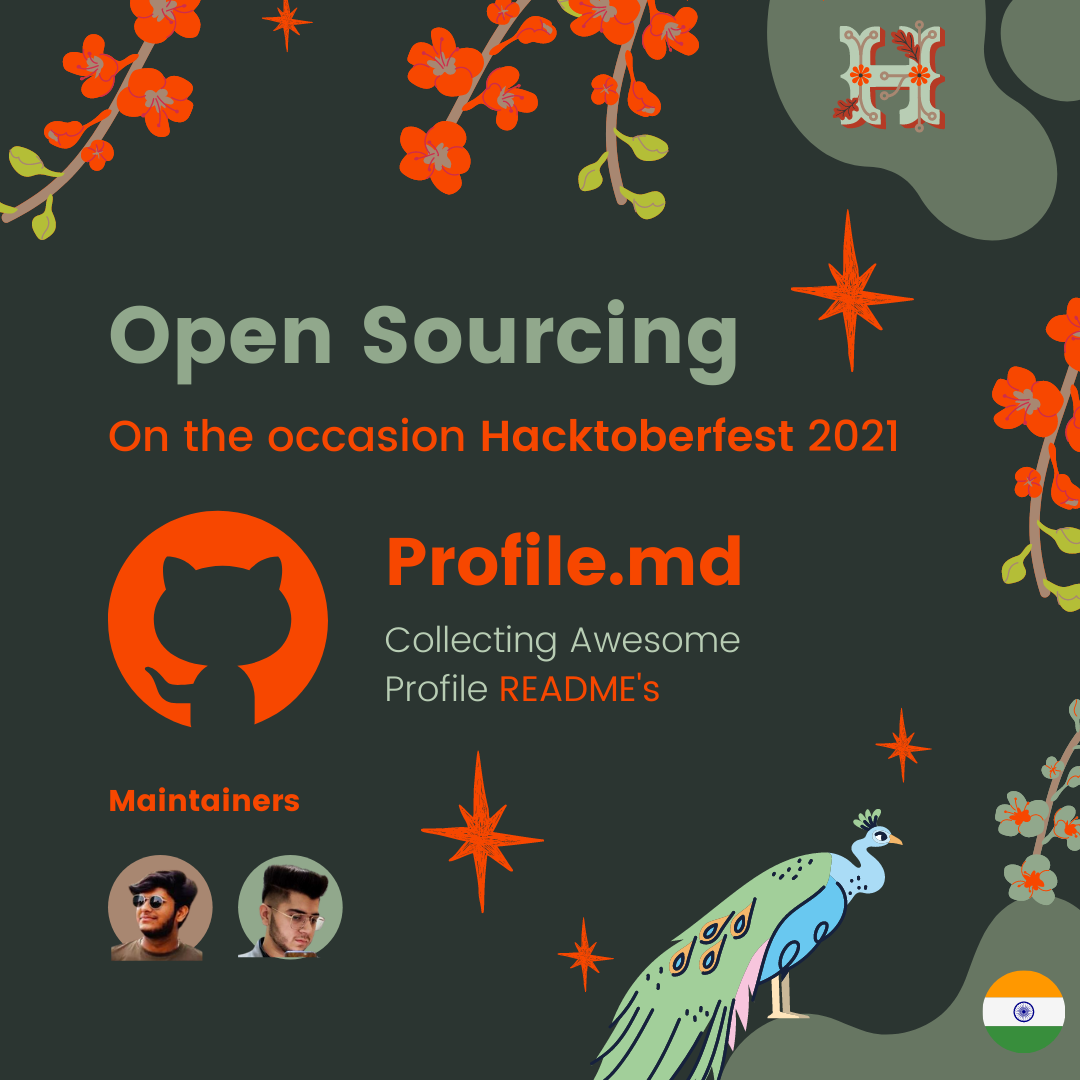 H
Open Sourcing
On the occasion Hacktoberfest 2021
Profile.md
Collecting Awesome
Profile README's
Maintainers